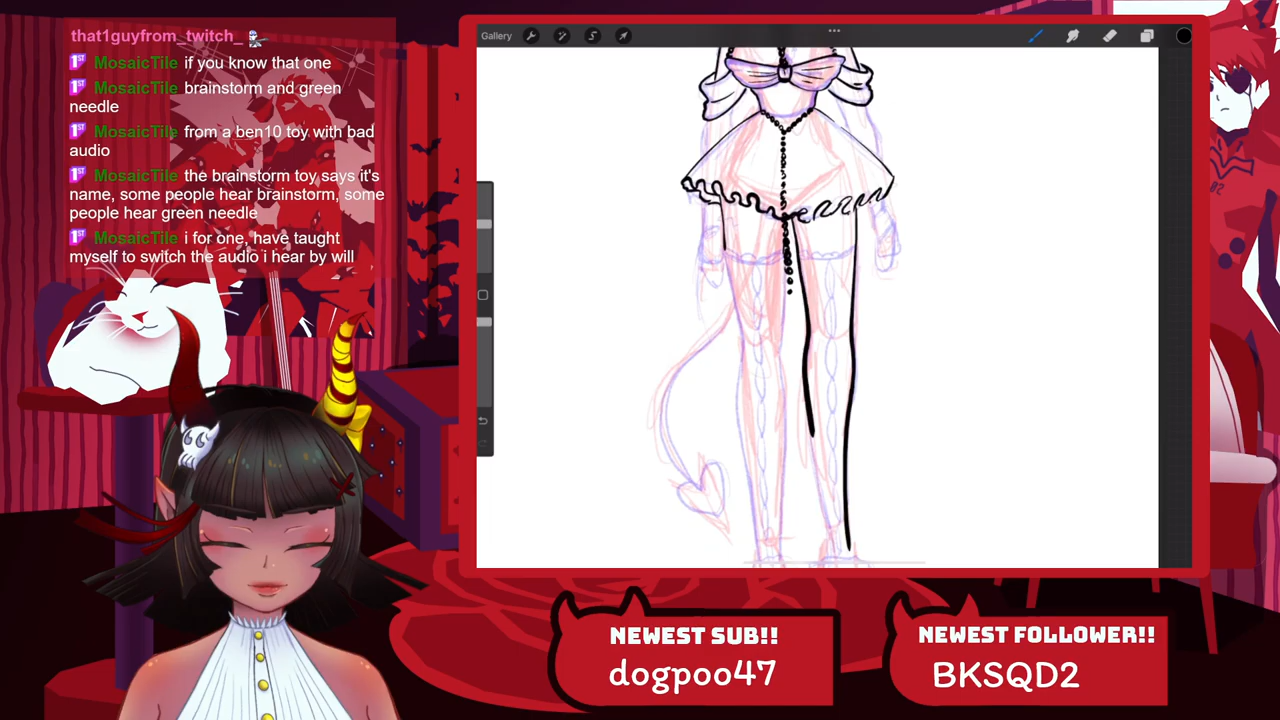 that1guyfrom_twitch_
MosaicTile if you know that one
MosaicTile brainstorm and green
needle
MosaicTile from a ben10 toy with bad
audio
MosaicTile the brainstorm toy says it's
name, some people hear brainstorm, some
people hear green needle
MosaicTile i for one, have taught
myself to switch the audio i hear by will
Gallery
NEWEST SUB!!
dogpoo47
NEWEST FOLLOWER!!
BKSQD2